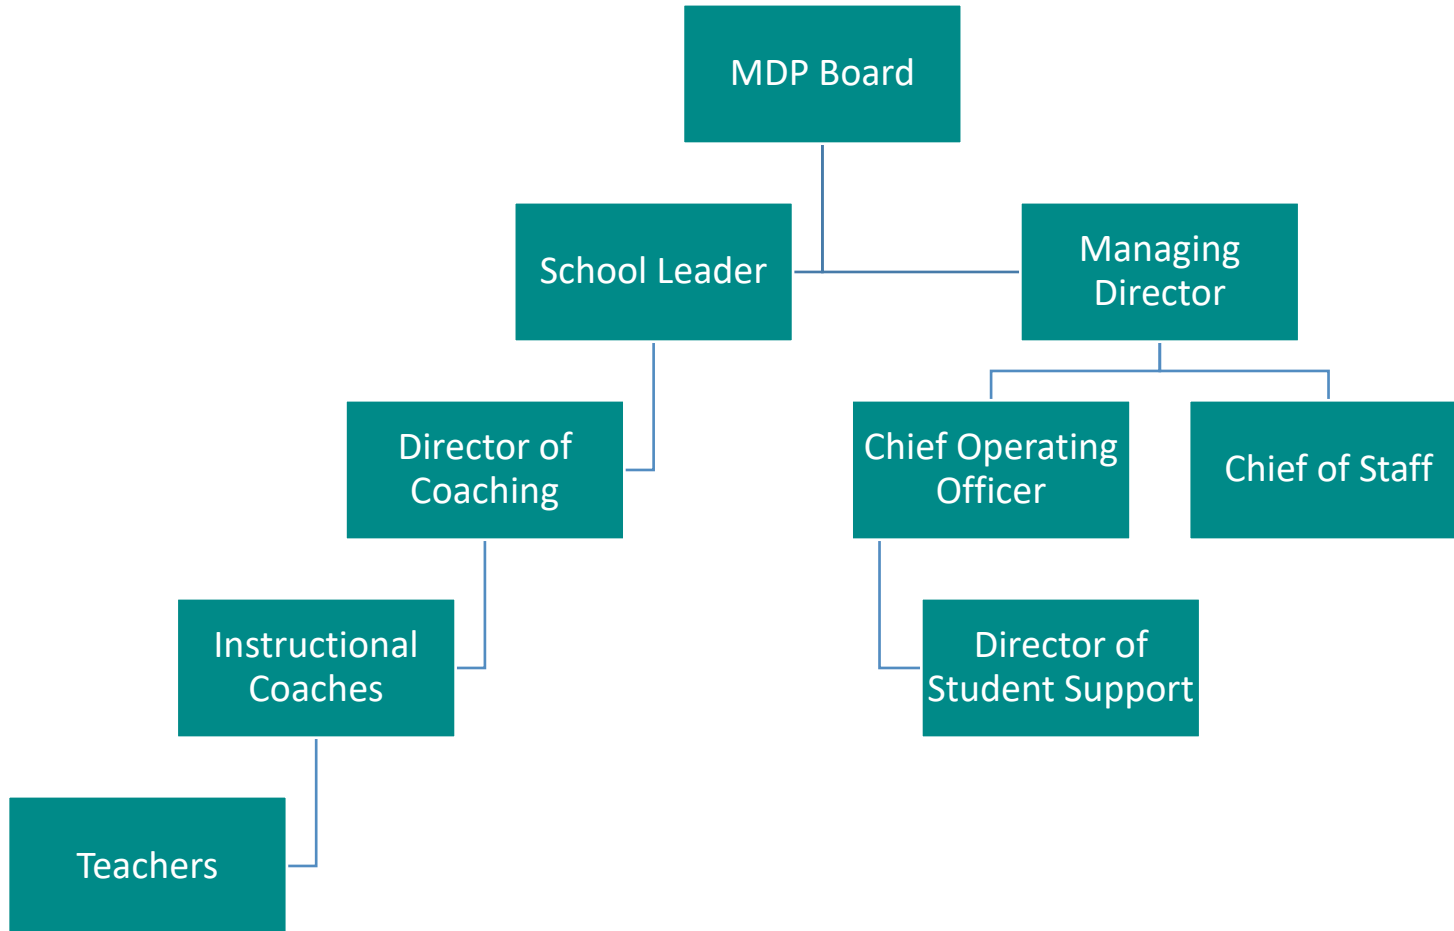 MDP Board
School Leader
Managing
Director
Director of
Coaching
Chief Operating
Officer
Chief of Staff
Instructional
Coaches
Director of
Student Support
Teachers